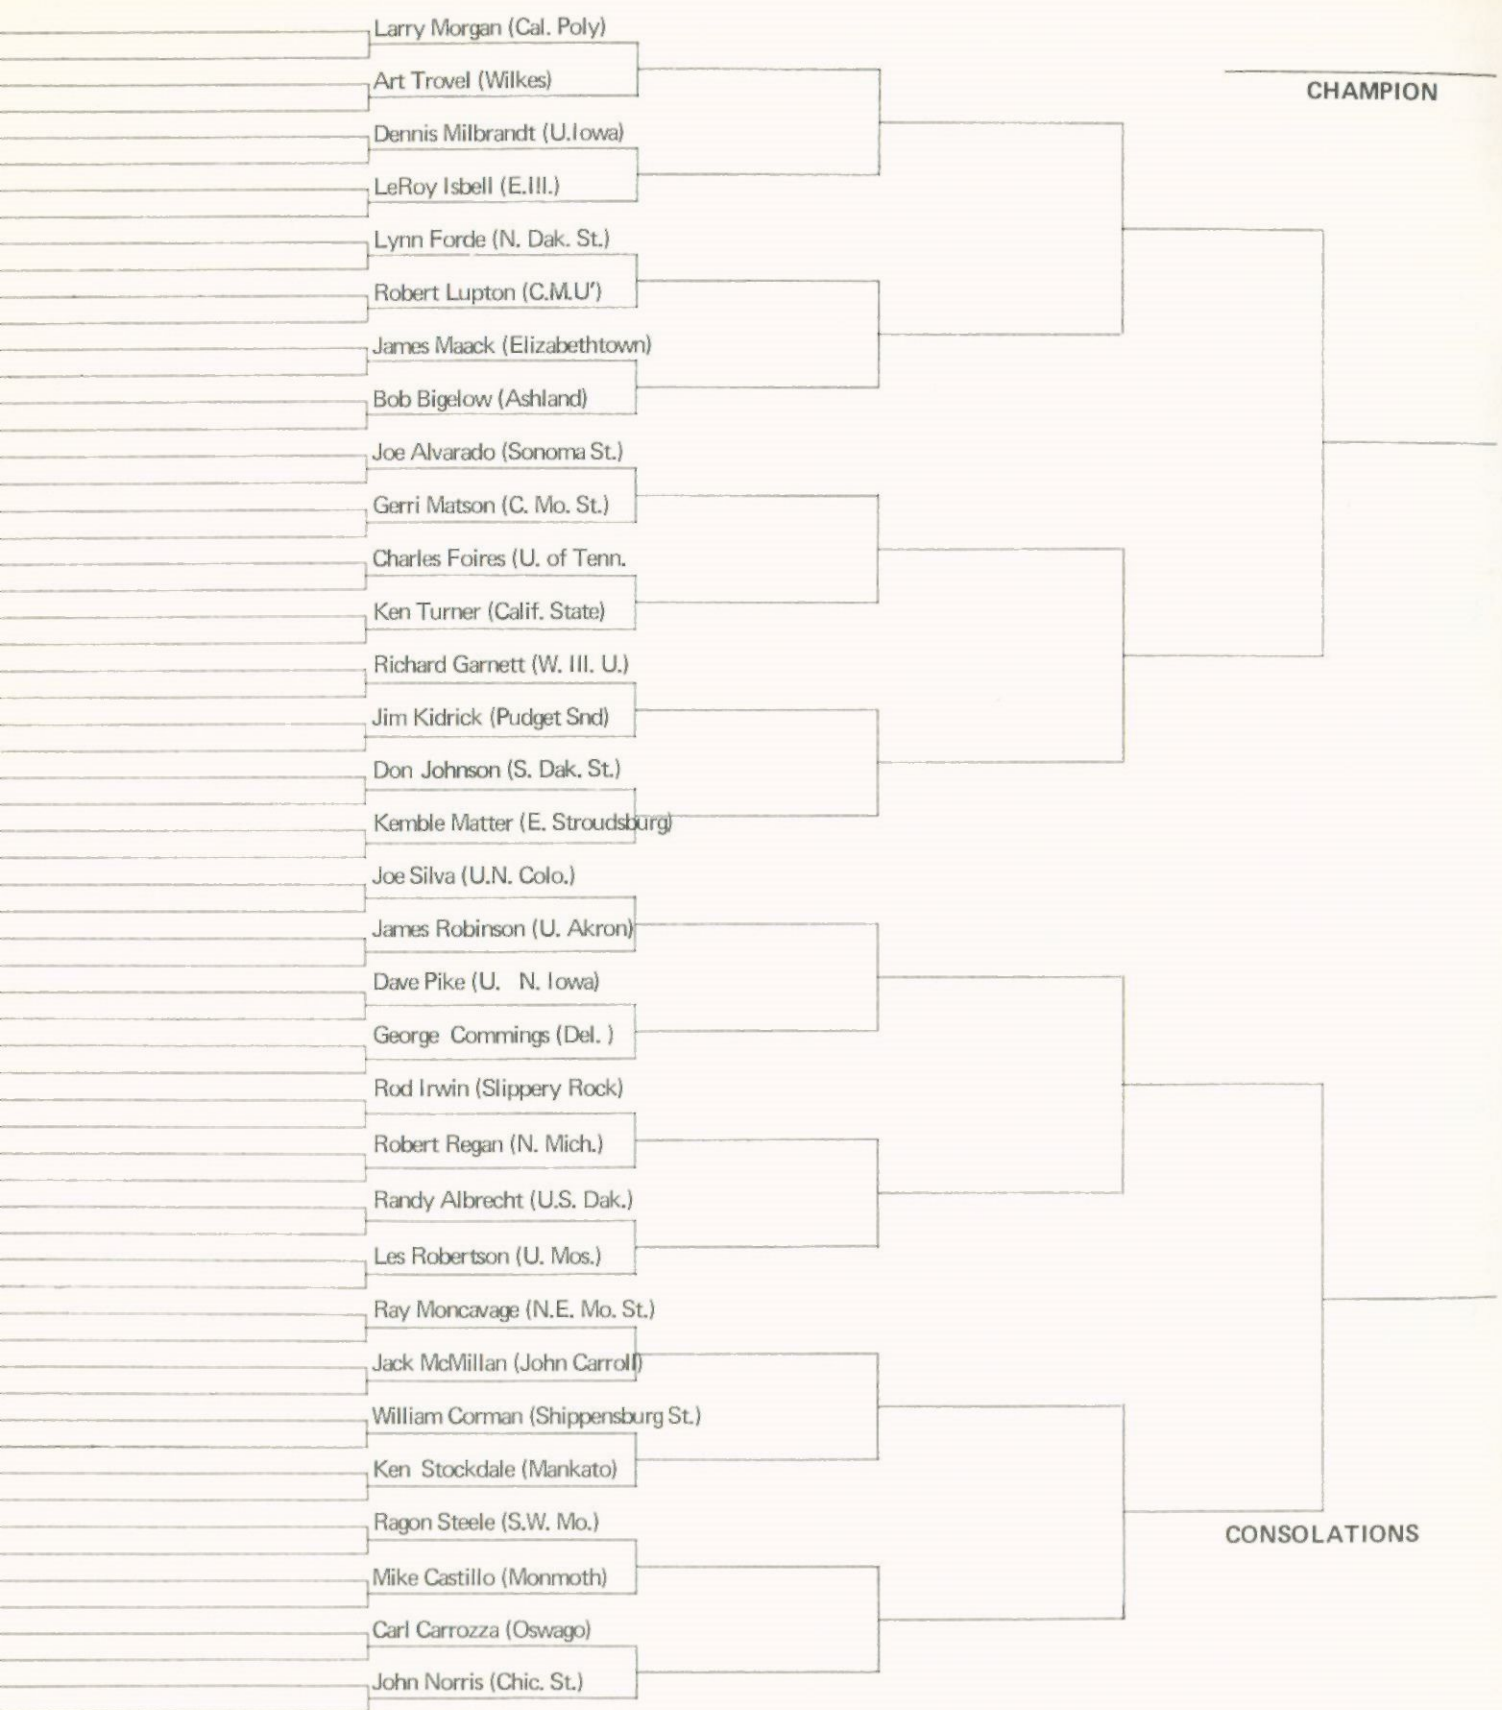 Larry Morgan (Cal. Poly)
CHAMPION
Art Trovel (Wilkes)
Dennis Milbrandt (U.Iowa)
LeRoy Isbell (E.Ill.)
Lynn Forde (N. Dak. St.)
Robert Lupton (C.M.U')
James Maack (Elizabethtown)
Bob Bigelow (Ashland)
Joe Alvarado (Sonoma St.)
Gerri Matson (C. Mo. St.)
Charles Foires (U. of Tenn.
Ken Turner (Calif. State)
Richard Garnett (W. Ill. U.)
Jim Kidrick (Pudget Snd)
Don Johnson (S. Dak. St.)
Kemble Matter (E. Stroudsburg)
Joe Silva (U.N. Colo.)
James Robinson (U. Akron)
Dave Pike (U. N. Iowa)
George Commings (Del. )
Rod Irwin (Slippery Rock)
Robert Regan (N. Mich.)
Randy Albrecht (U.S. Dak.)
Les Robertson (U. Mos.)
Ray Moncavage (N.E. Mo. St.)
Jack McMillan (John Carroll)
William Corman (Shippensburg St.)
Ken Stockdale (Mankato)
Ragon Steele (S.W. Mo.)
CONSOLATIONS
Mike Castillo (Monmoth)
Carl Carrozza (Oswago)
John Norris (Chic. St.)